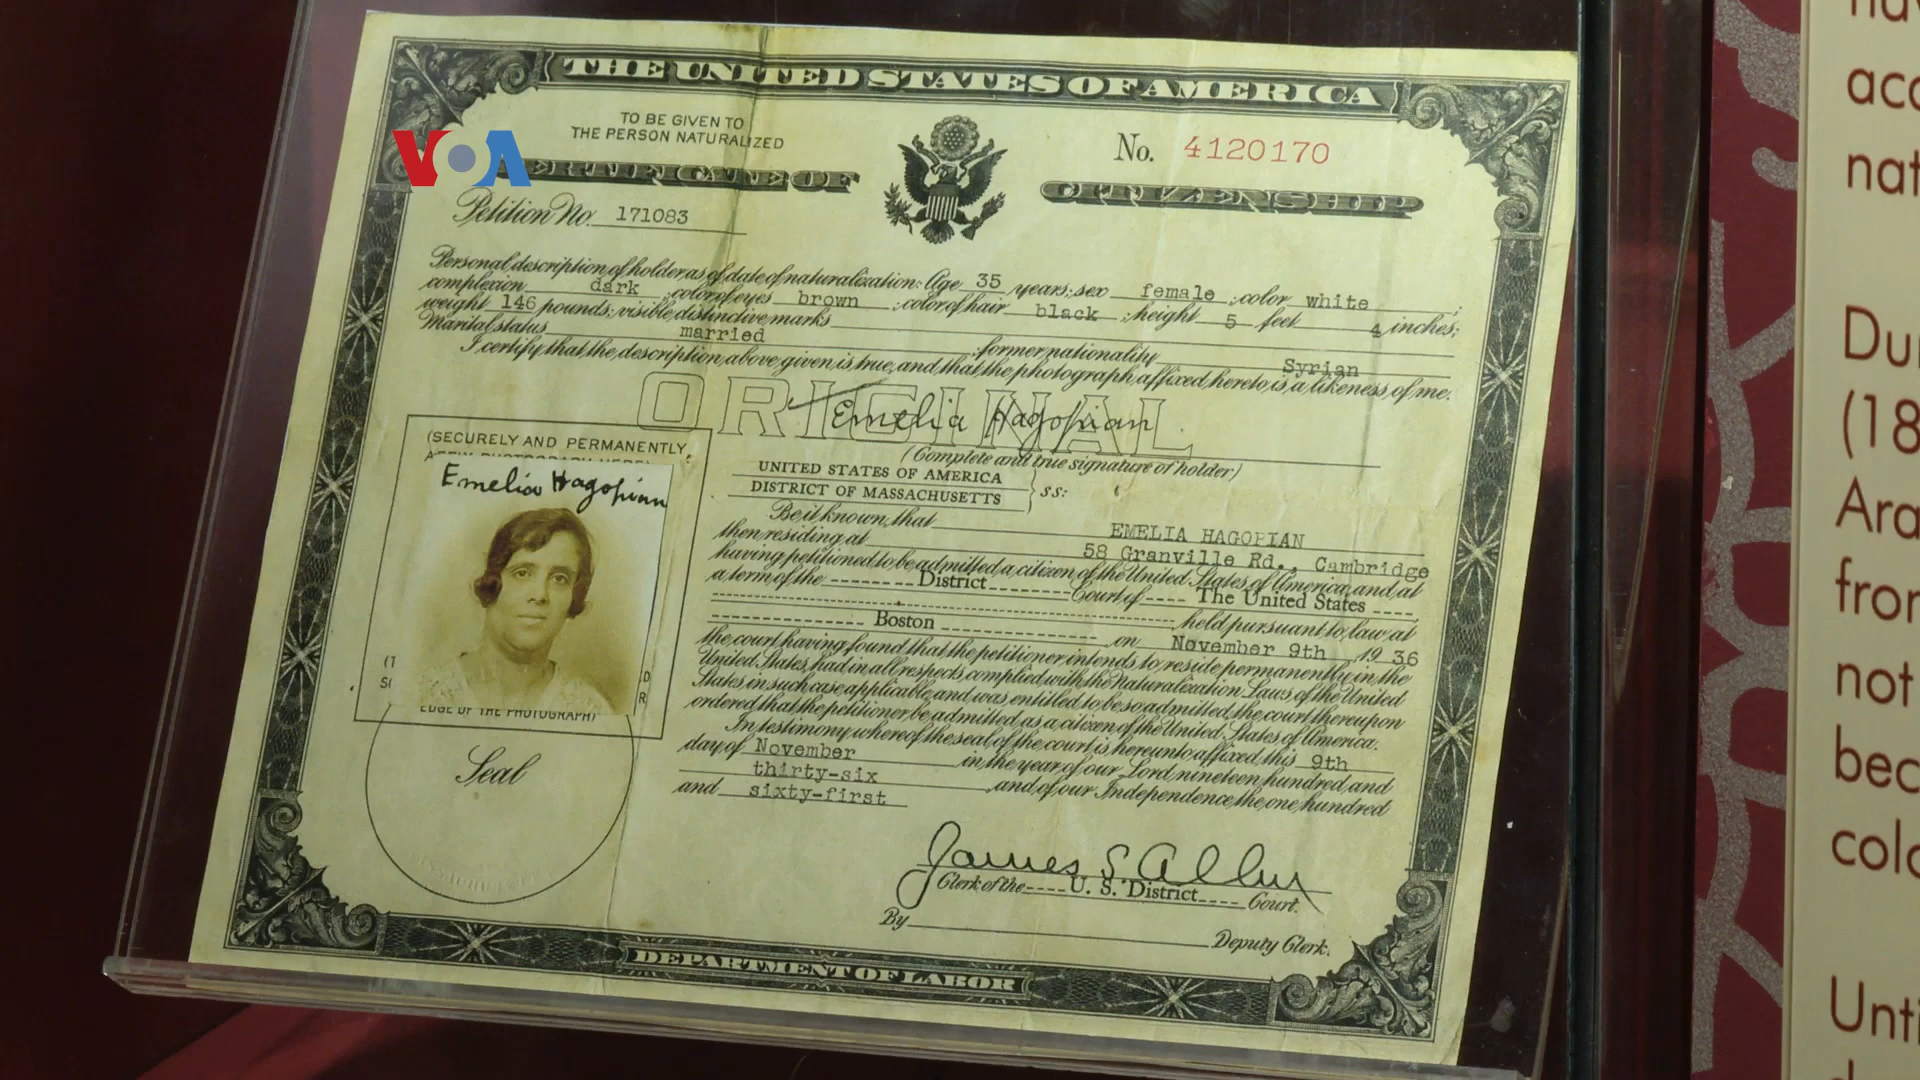 THE UNITED STATES OF AMERICA
TO BE GIVEN TO
THE PERSON NATURALIZED
No. 4120170
VOA
CERTIFICATE OF CITIZENSHIP
Petition No. 171083
Personal description of holder as of date of naturalization: Age 35 years; sex female; color white;
complexion dark; color of eyes brown; color of hair black; height 5 feet 4 inches;
weight 146 pounds; visible distinctive marks
Marital status married; former nationality Syrian
I certify that the description above given is true, and that the photograph affixed hereto is a likeness of me.
ORIGINAL
Emelia Hagopian
(Complete and true signature of holder)
(SECURELY AND PERMANENTLY
Emelia Hagopian
EDGE OF THE PHOTOGRAPH)
Seal
UNITED STATES OF AMERICA
DISTRICT OF MASSACHUSETTS } ss:
Be it known, that EMELIA HAGOPIAN
then residing at 58 Granville Rd., Cambridge
having petitioned to be admitted a citizen of the United States of America, and at
a term of the District Court of The United States
held pursuant to law at
Boston on November 9th 1936
the court having found that the petitioner intends to reside permanently in the
United States, had in all respects complied with the Naturalization Laws of the United
States in such case applicable, and was entitled to be so admitted, the court thereupon
ordered that the petitioner be admitted as a citizen of the United States of America.
In testimony whereof the seal of the court is hereunto affixed this 9th
day of November in the year of our Lord nineteen hundred and
thirty-six and of our Independence the one hundred
and sixty-first
James S. Allen
Clerk of the U. S. District Court.
By Deputy Clerk.
DEPARTMENT OF LABOR
acc
nat
Du
(18
Ara
from
not
bec
colo
Unti